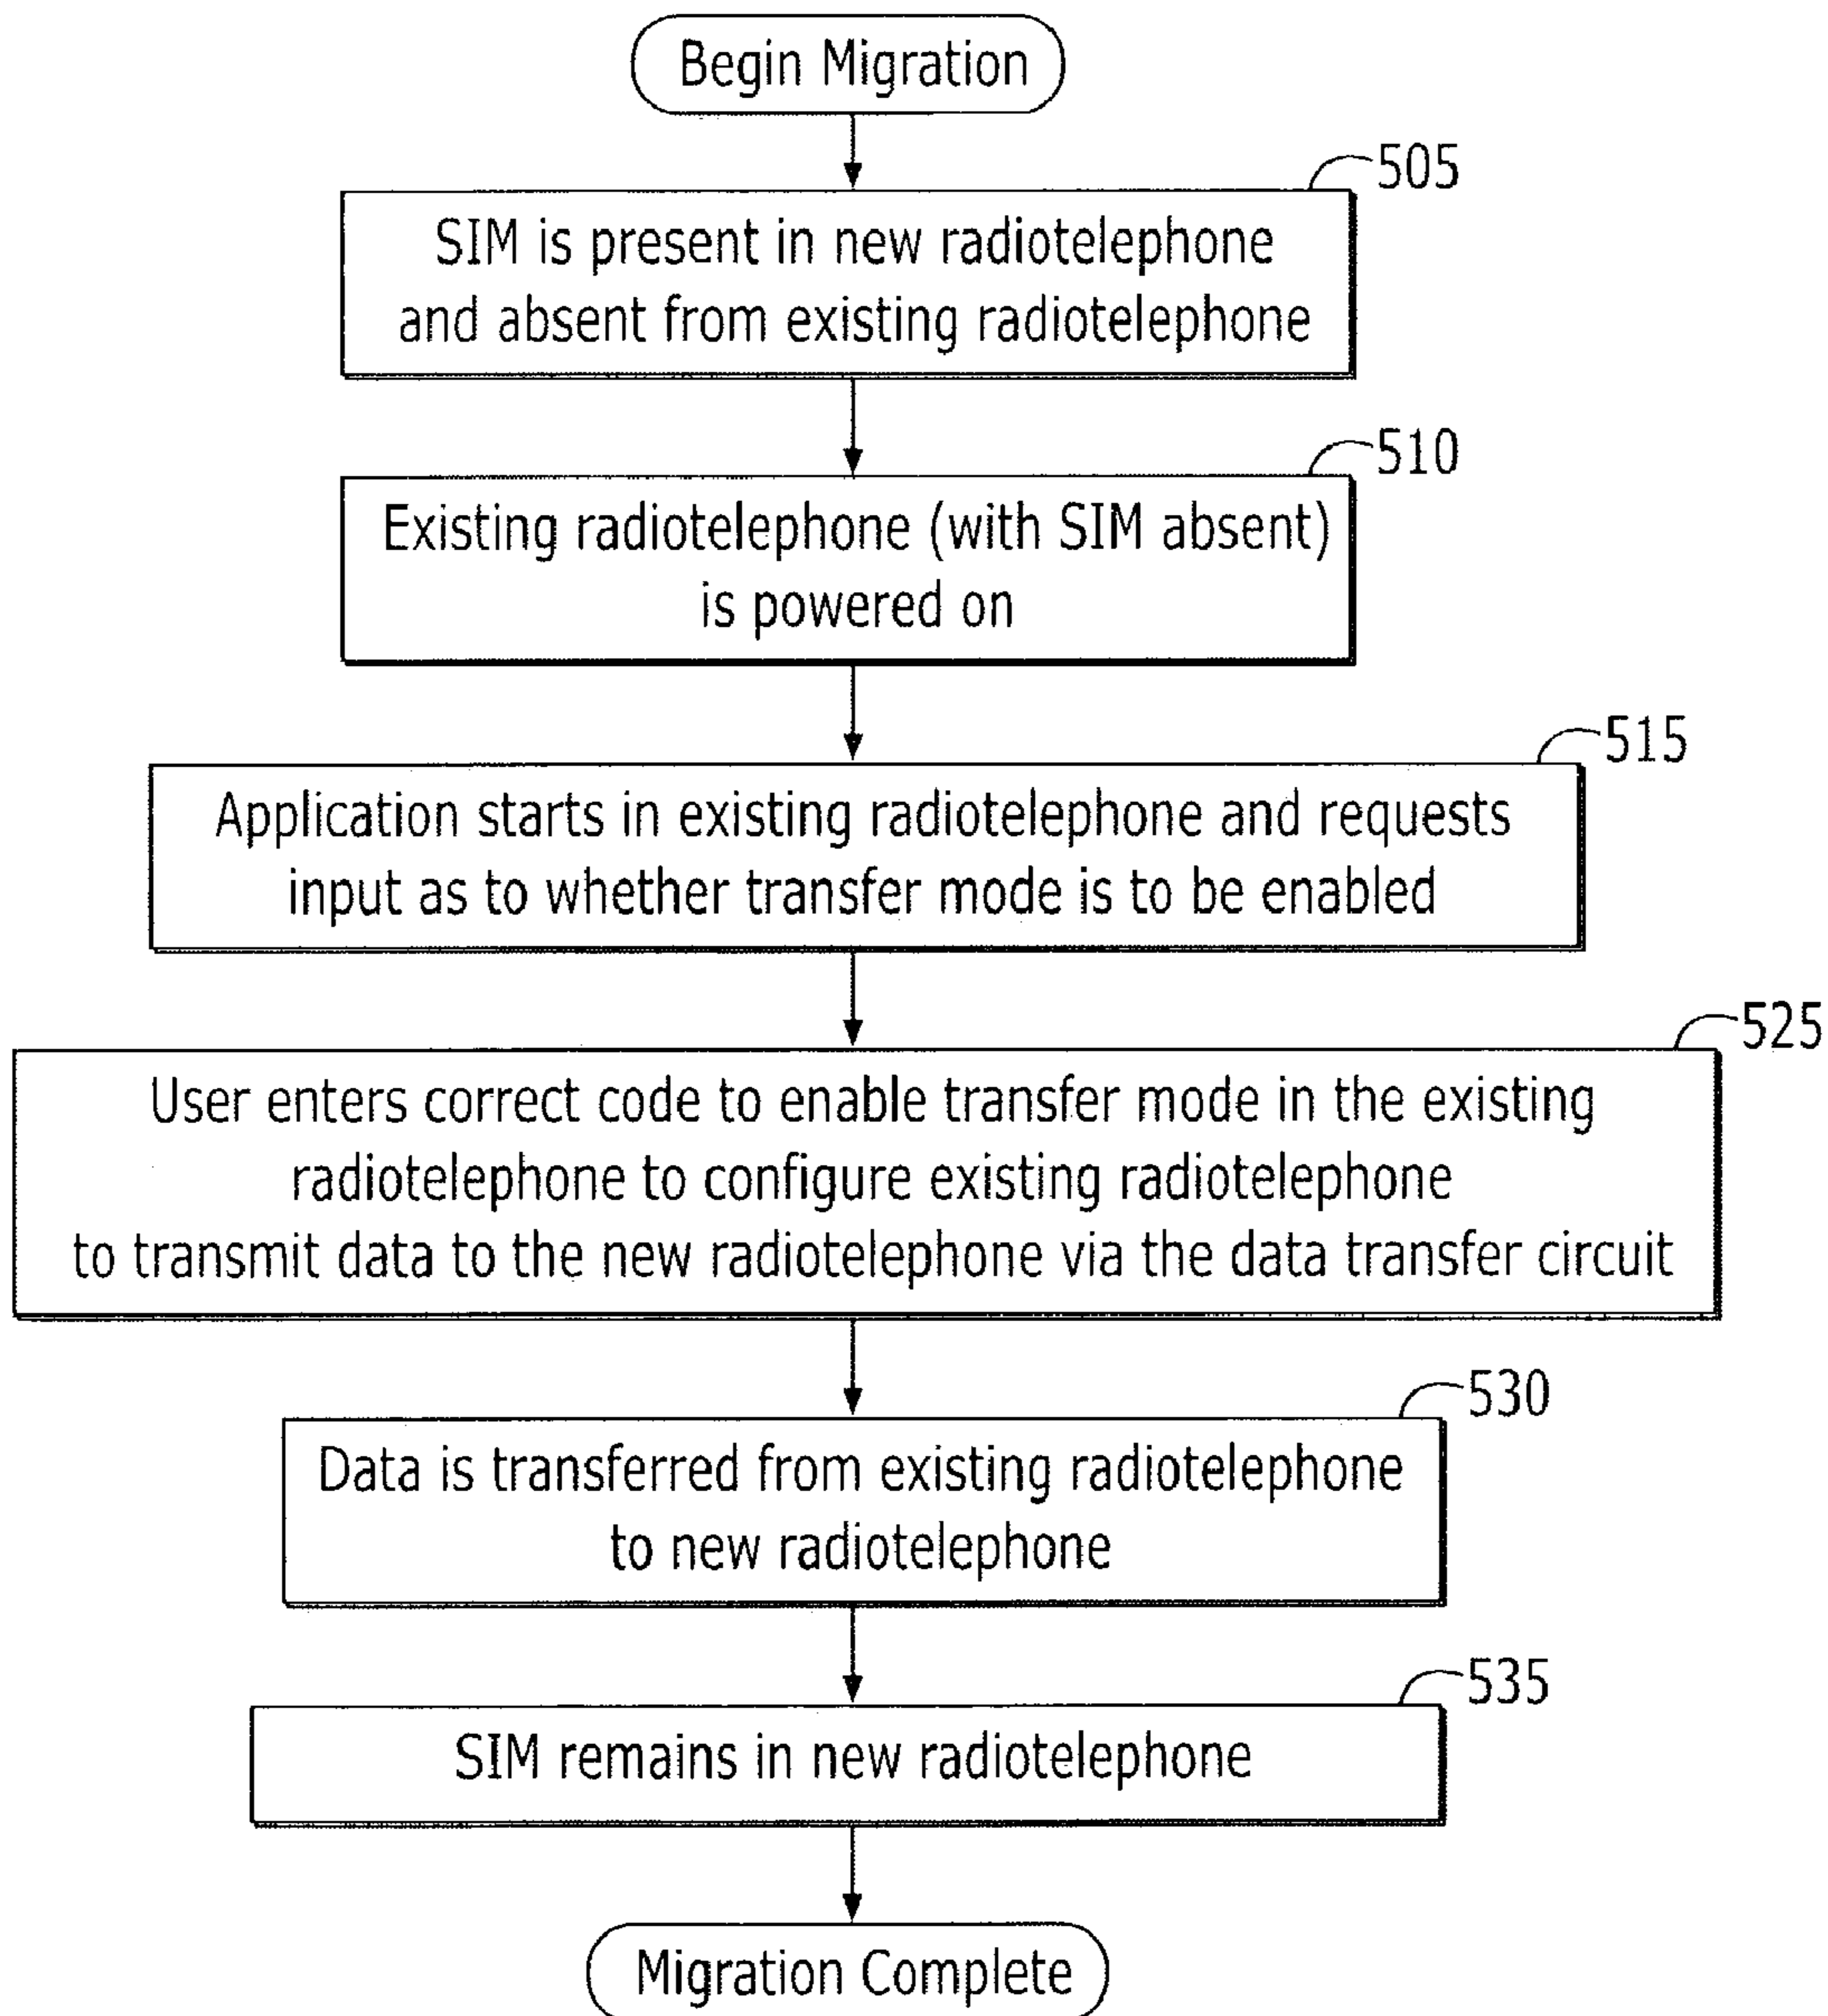 Begin Migration
505
SIM is present in new radiotelephone
and absent from existing radiotelephone
510
Existing radiotelephone (with SIM absent)
is powered on
515
Application starts in existing radiotelephone and requests
input as to whether transfer mode is to be enabled
525
User enters correct code to enable transfer mode in the existing
radiotelephone to configure existing radiotelephone
to transmit data to the new radiotelephone via the data transfer circuit
530
Data is transferred from existing radiotelephone
to new radiotelephone
535
SIM remains in new radiotelephone
Migration Complete